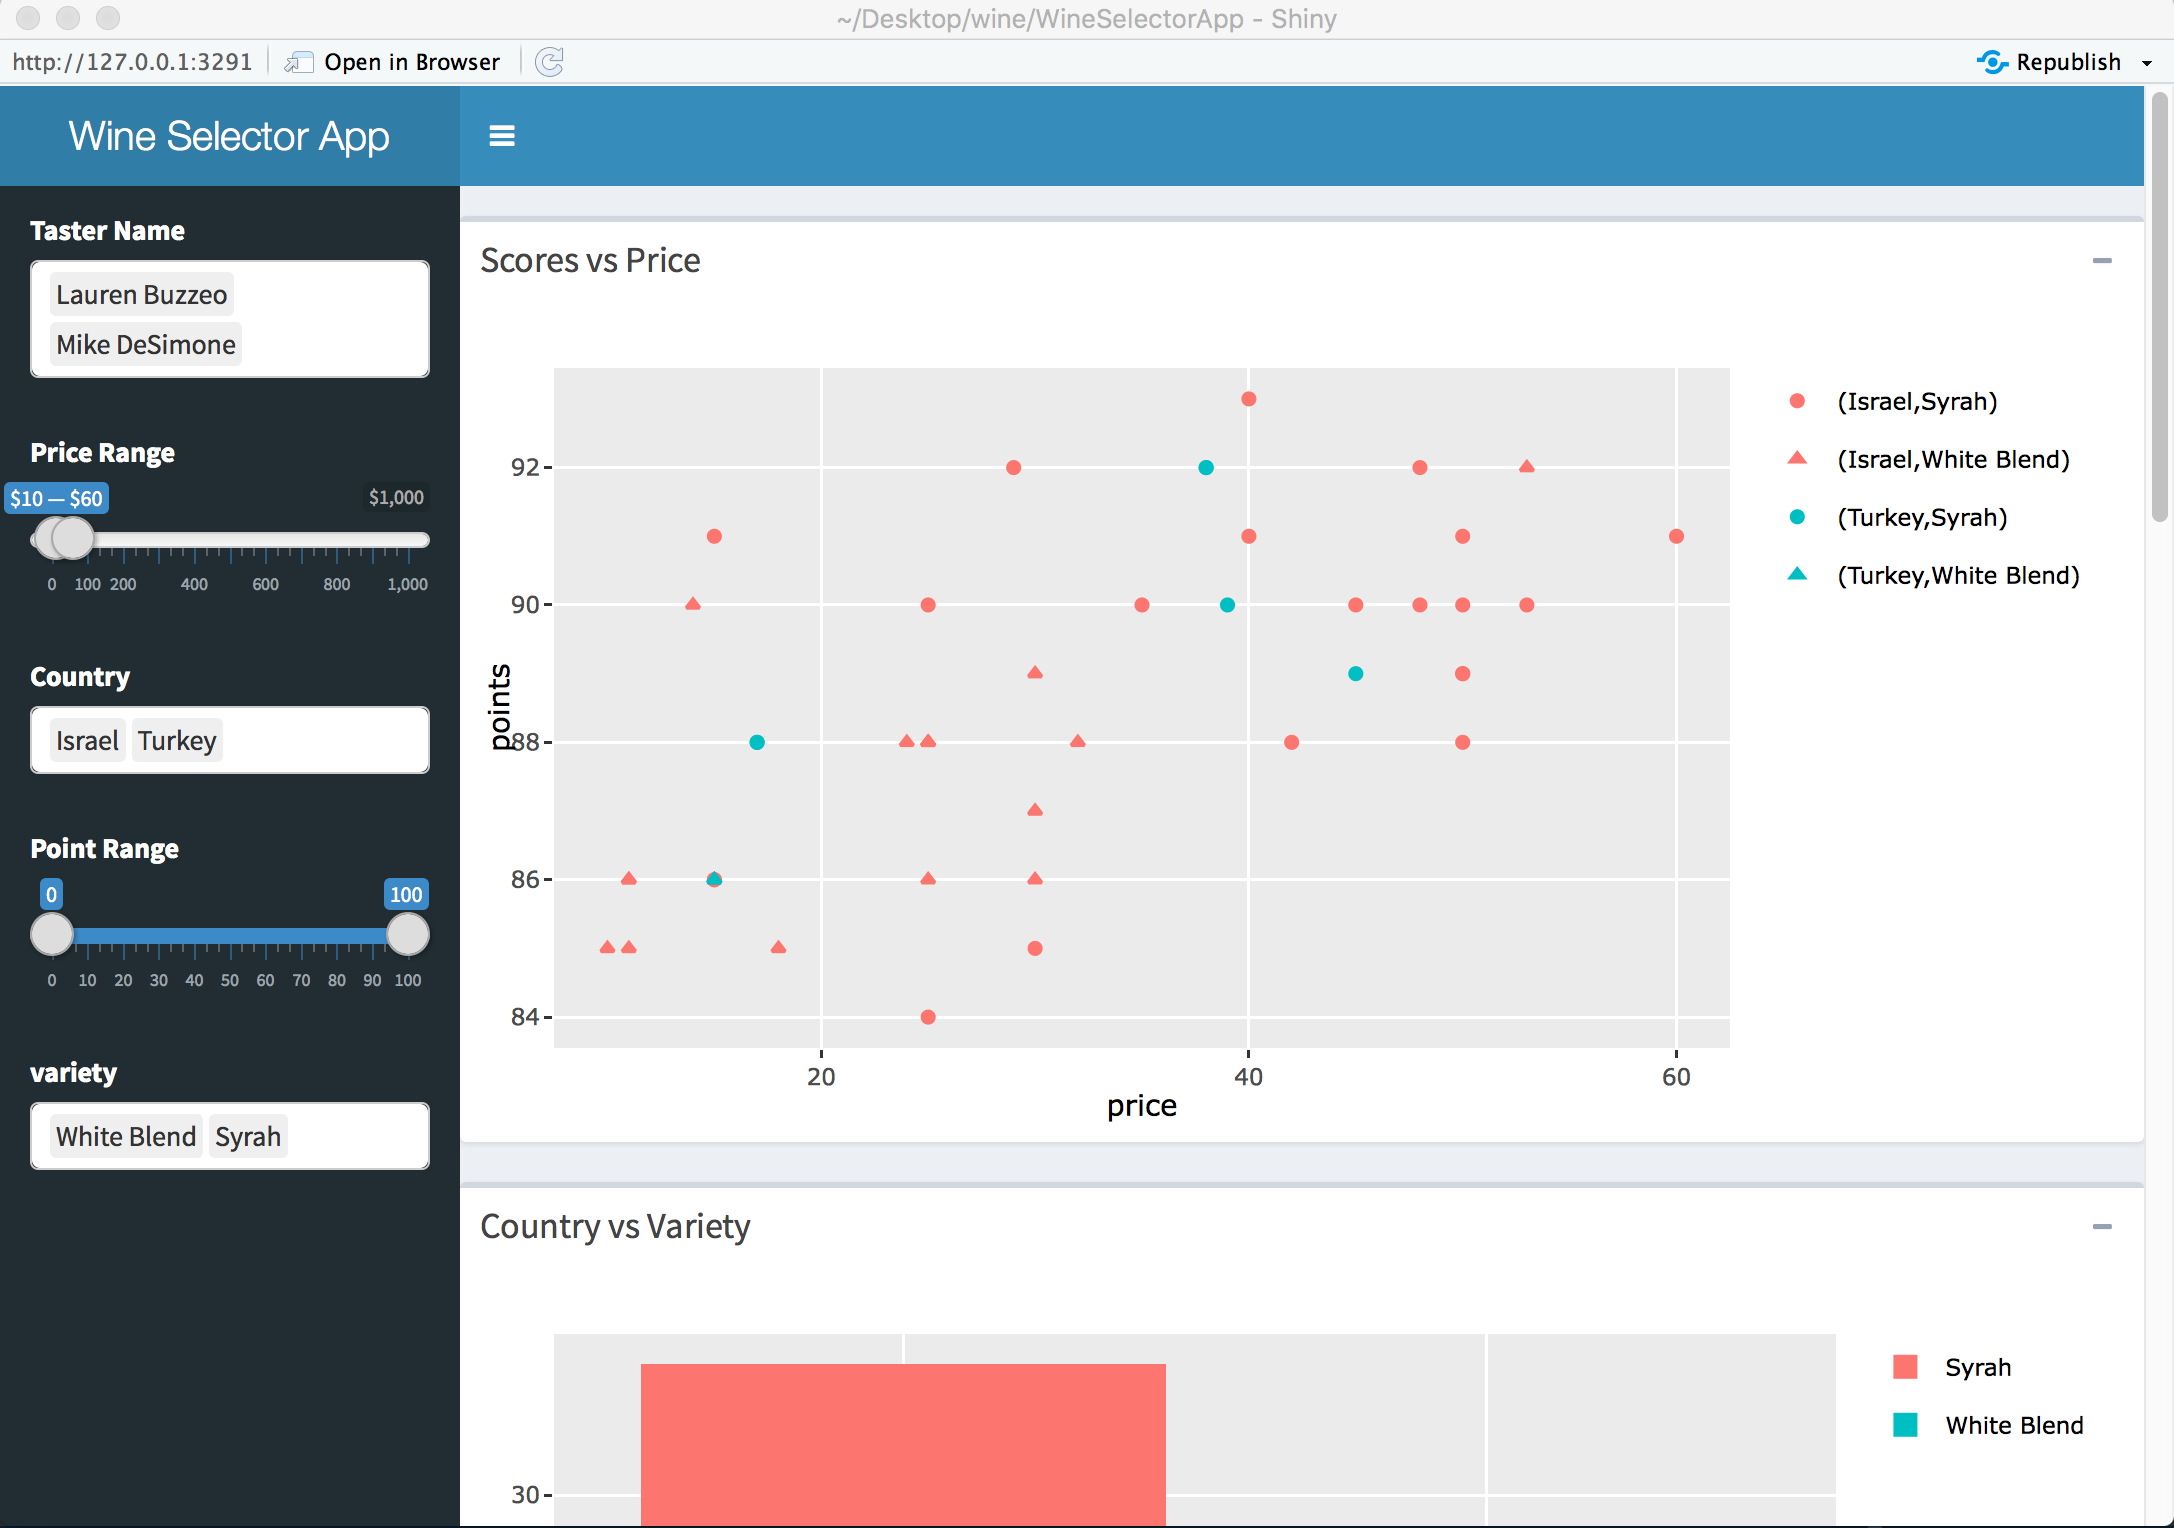 ~/Desktop/wine/WineSelectorApp - Shiny
http://127.0.0.1:3291 Open in Browser Republish
Wine Selector App
Taster Name
Lauren Buzzeo
Mike DeSimone
Price Range
$10 — $60 $1,000
0 100 200 400 600 800 1,000
Country
Israel Turkey
Point Range
0 100
0 10 20 30 40 50 60 70 80 90 100
variety
White Blend Syrah
Scores vs Price
points
92
90
88
86
84
20 40 60
price
(Israel,Syrah)
(Israel,White Blend)
(Turkey,Syrah)
(Turkey,White Blend)
Country vs Variety
30
Syrah
White Blend